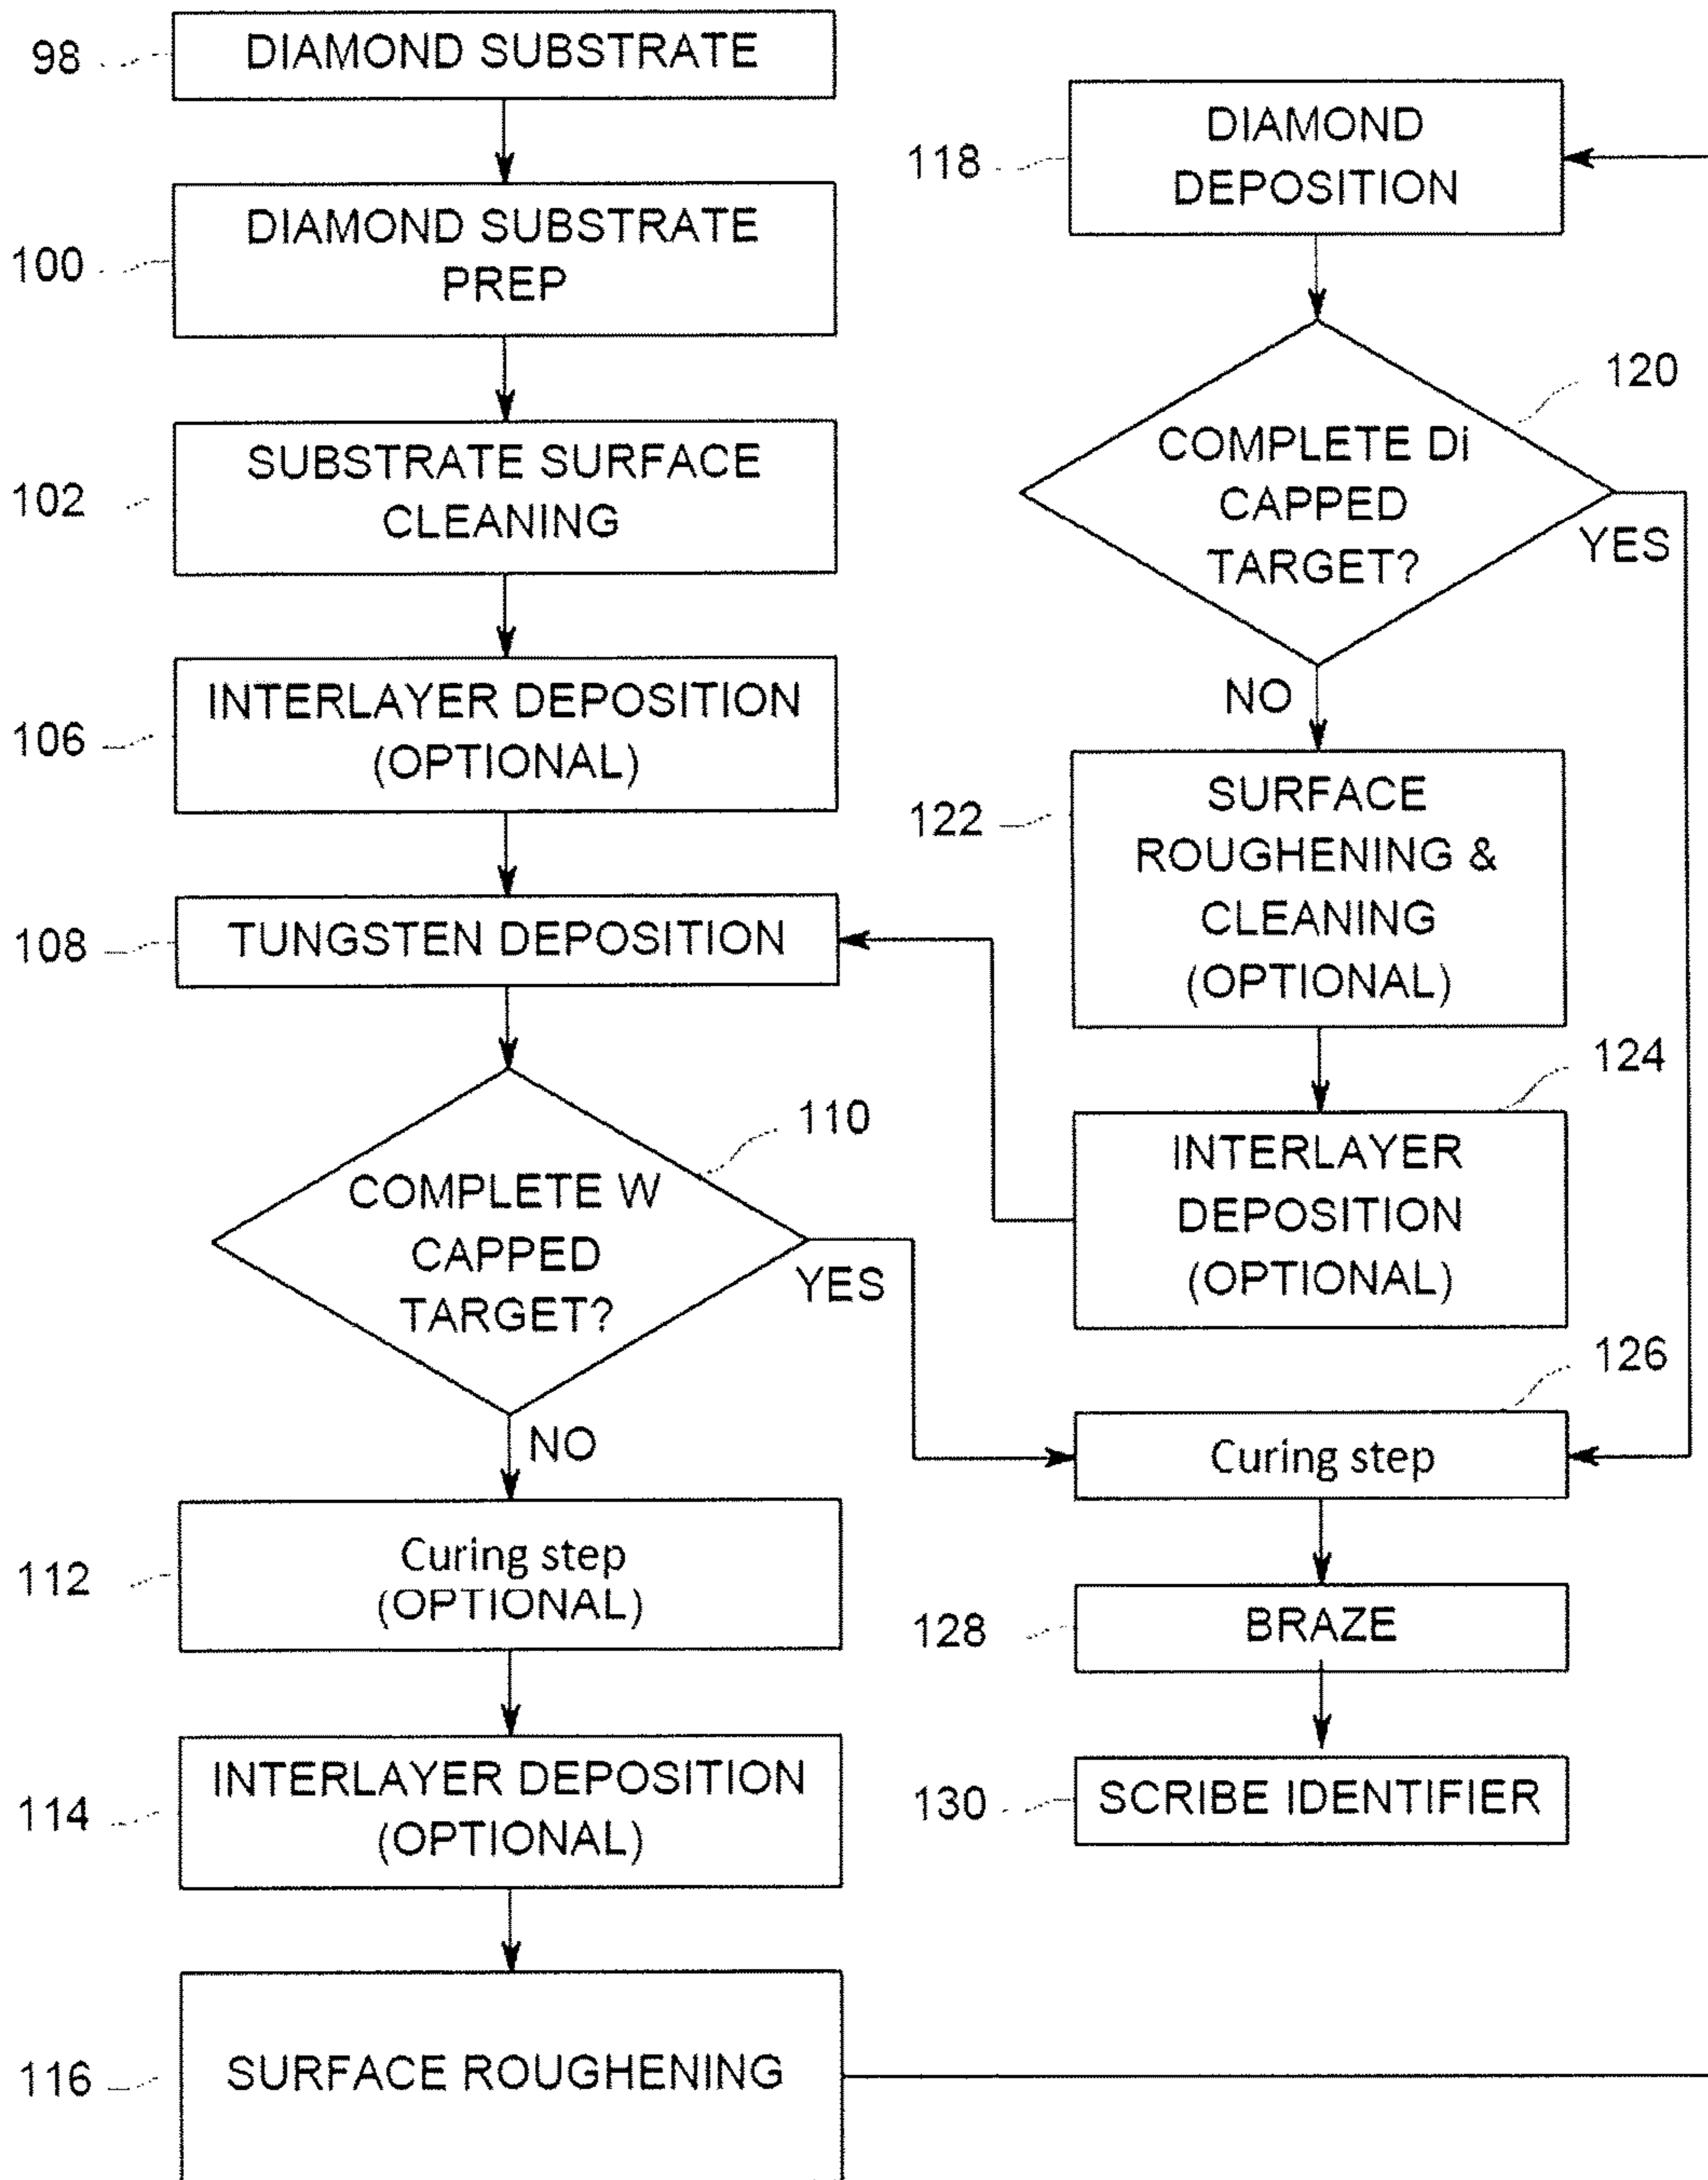 98
DIAMOND SUBSTRATE
100
DIAMOND SUBSTRATE
PREP
102
SUBSTRATE SURFACE
CLEANING
106
INTERLAYER DEPOSITION
(OPTIONAL)
108
TUNGSTEN DEPOSITION
110
COMPLETE W
CAPPED
TARGET?
YES
NO
112
Curing step
(OPTIONAL)
114
INTERLAYER DEPOSITION
(OPTIONAL)
116
SURFACE ROUGHENING
118
DIAMOND
DEPOSITION
120
COMPLETE Di
CAPPED
TARGET?
YES
NO
122
SURFACE
ROUGHENING &
CLEANING
(OPTIONAL)
124
INTERLAYER
DEPOSITION
(OPTIONAL)
126
Curing step
128
BRAZE
130
SCRIBE IDENTIFIER